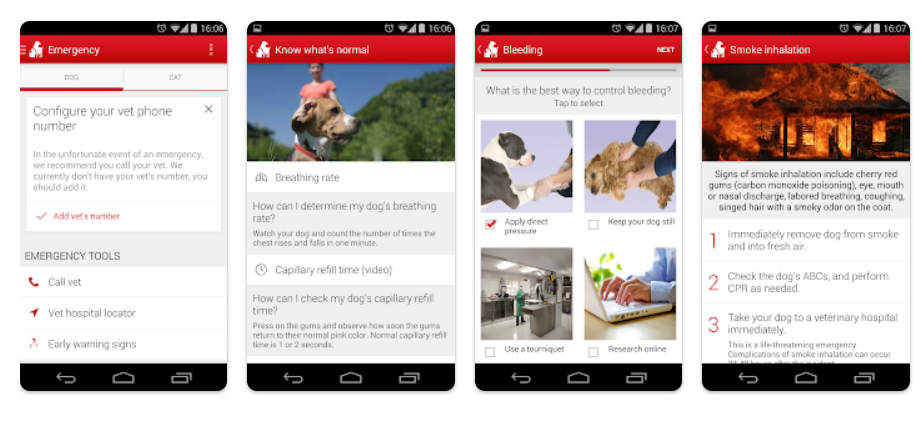 16:06
Emergency
DOG
CAT
Configure your vet phone
number
In the unfortunate event of an emergency,
we recommend you call your vet. We
currently don't have your vet's number, you
should add it.
Add vet's number
EMERGENCY TOOLS
Call vet
Vet hospital locator
Early warning signs
16:06
Know what's normal
Breathing rate
How can I determine my dog's breathing
rate?
Watch your dog and count the number of times the
chest rises and falls in one minute.
Capillary refill time (video)
How can I check my dog's capillary refill
time?
Press on the gums and observe how soon the gums
return to their normal pink color. Normal capillary refill
time is 1 or 2 seconds.
16:07
Bleeding
NEXT
What is the best way to control bleeding?
Tap to select
Apply direct
pressure
Keep your dog still
Use a tourniquet
Research online
16:07
Smoke inhalation
Signs of smoke inhalation include cherry red
gums (carbon monoxide poisoning), eye, mouth
or nasal discharge, labored breathing, coughing,
singed hair with a smoky odor on the coat.
1 Immediately remove dog from smoke
and into fresh air.
2 Check the dog's ABCs, and perform
CPR as needed.
3 Take your dog to a veterinary hospital
immediately.
This is a life-threatening emergency.
Complications of smoke inhalation can occur